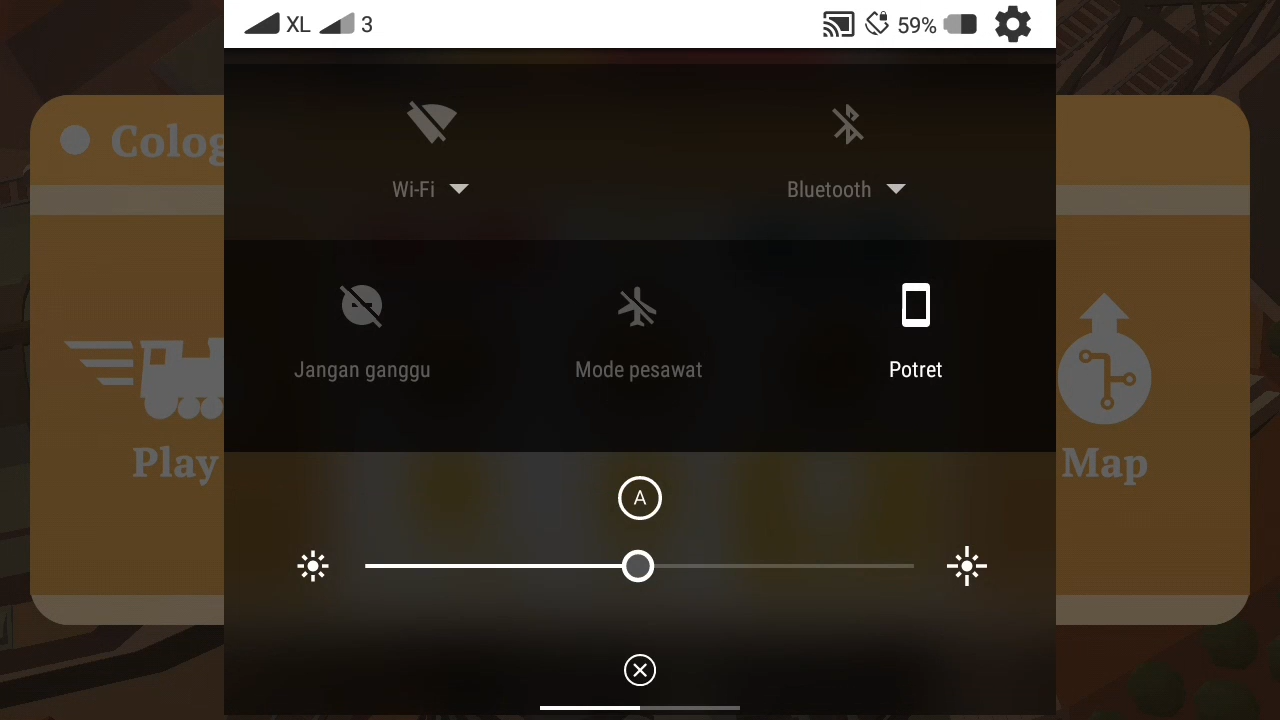 XL 3 59%
Colog
Wi-Fi Bluetooth
Jangan ganggu Mode pesawat Potret
Play Map
A